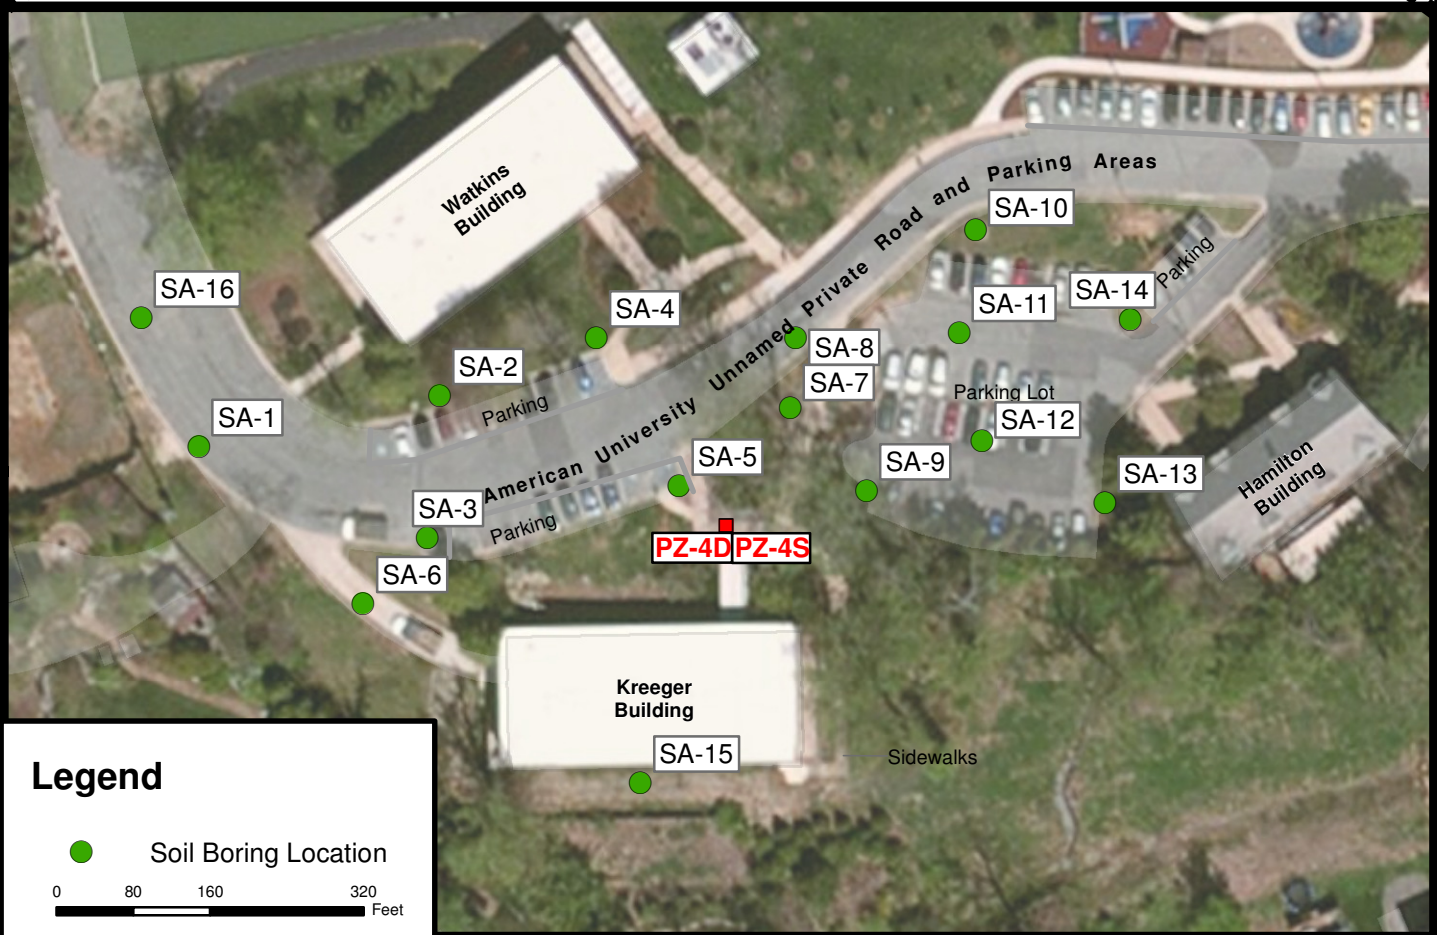 Watkins
Building
American University Unnamed Private Road and Parking Areas
SA-10
Parking
SA-16
SA-14
SA-11
SA-4
SA-8
SA-2
SA-7
Parking Lot
Parking
SA-12
SA-1
SA-5
SA-9
SA-13
Hamilton
Building
SA-3
Parking
PZ-4D PZ-4S
SA-6
Kreeger
Building
SA-15
Sidewalks
Legend
Soil Boring Location
0 80 160 320
Feet